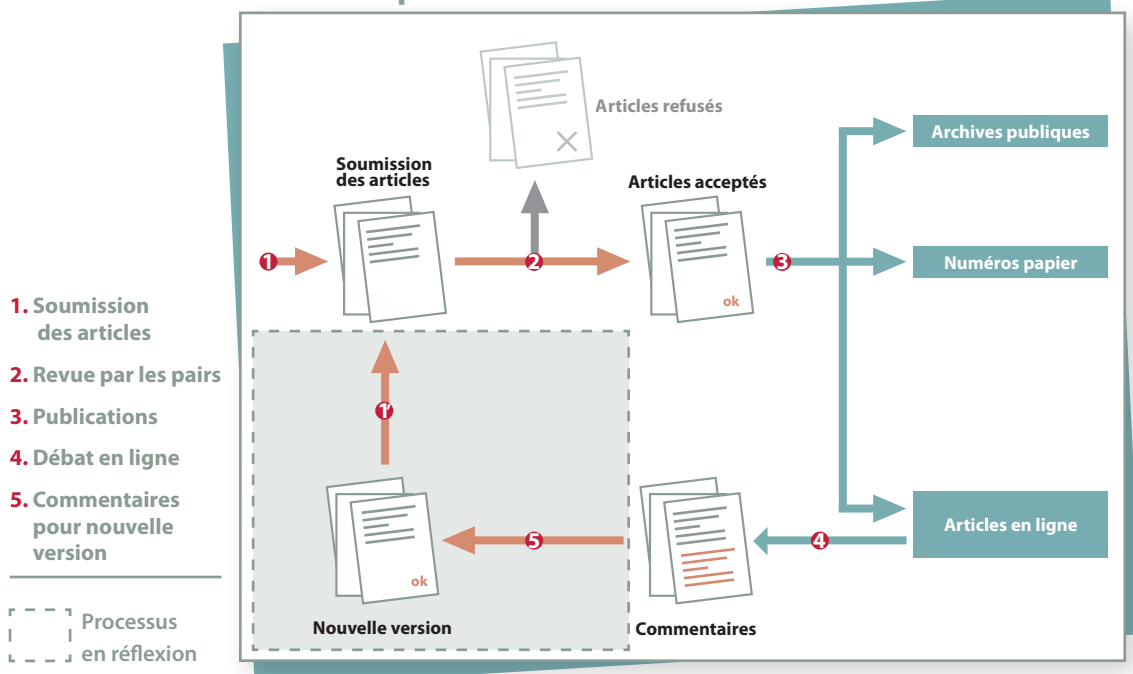 Articles refusés
Soumission
des articles
Articles acceptés
Archives publiques
1
2
3
ok
Numéros papier
1. Soumission
des articles
2. Revue par les pairs
3. Publications
4. Débat en ligne
5. Commentaires
pour nouvelle
version
Processus
en réflexion
1'
ok
5
4
Articles en ligne
Nouvelle version
Commentaires